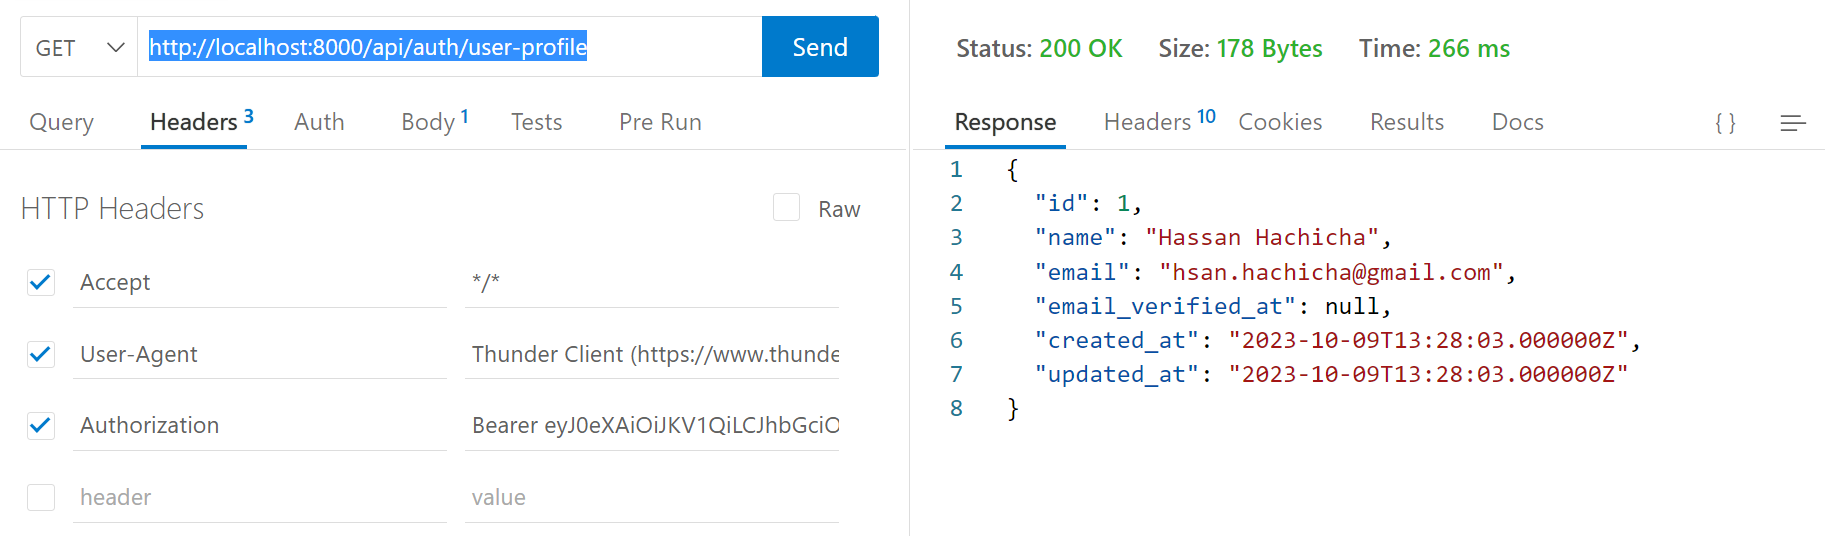 GET http://localhost:8000/api/auth/user-profile Send
Query Headers 3 Auth Body 1 Tests Pre Run
HTTP Headers Raw
Accept */*
User-Agent Thunder Client (https://www.thunde
Authorization Bearer eyJ0eXAiOiJKV1QiLCJhbGciO
header value
Status: 200 OK Size: 178 Bytes Time: 266 ms
Response Headers 10 Cookies Results Docs { }
1 {
2 "id": 1,
3 "name": "Hassan Hachicha",
4 "email": "hsan.hachicha@gmail.com",
5 "email_verified_at": null,
6 "created_at": "2023-10-09T13:28:03.000000Z",
7 "updated_at": "2023-10-09T13:28:03.000000Z"
8 }